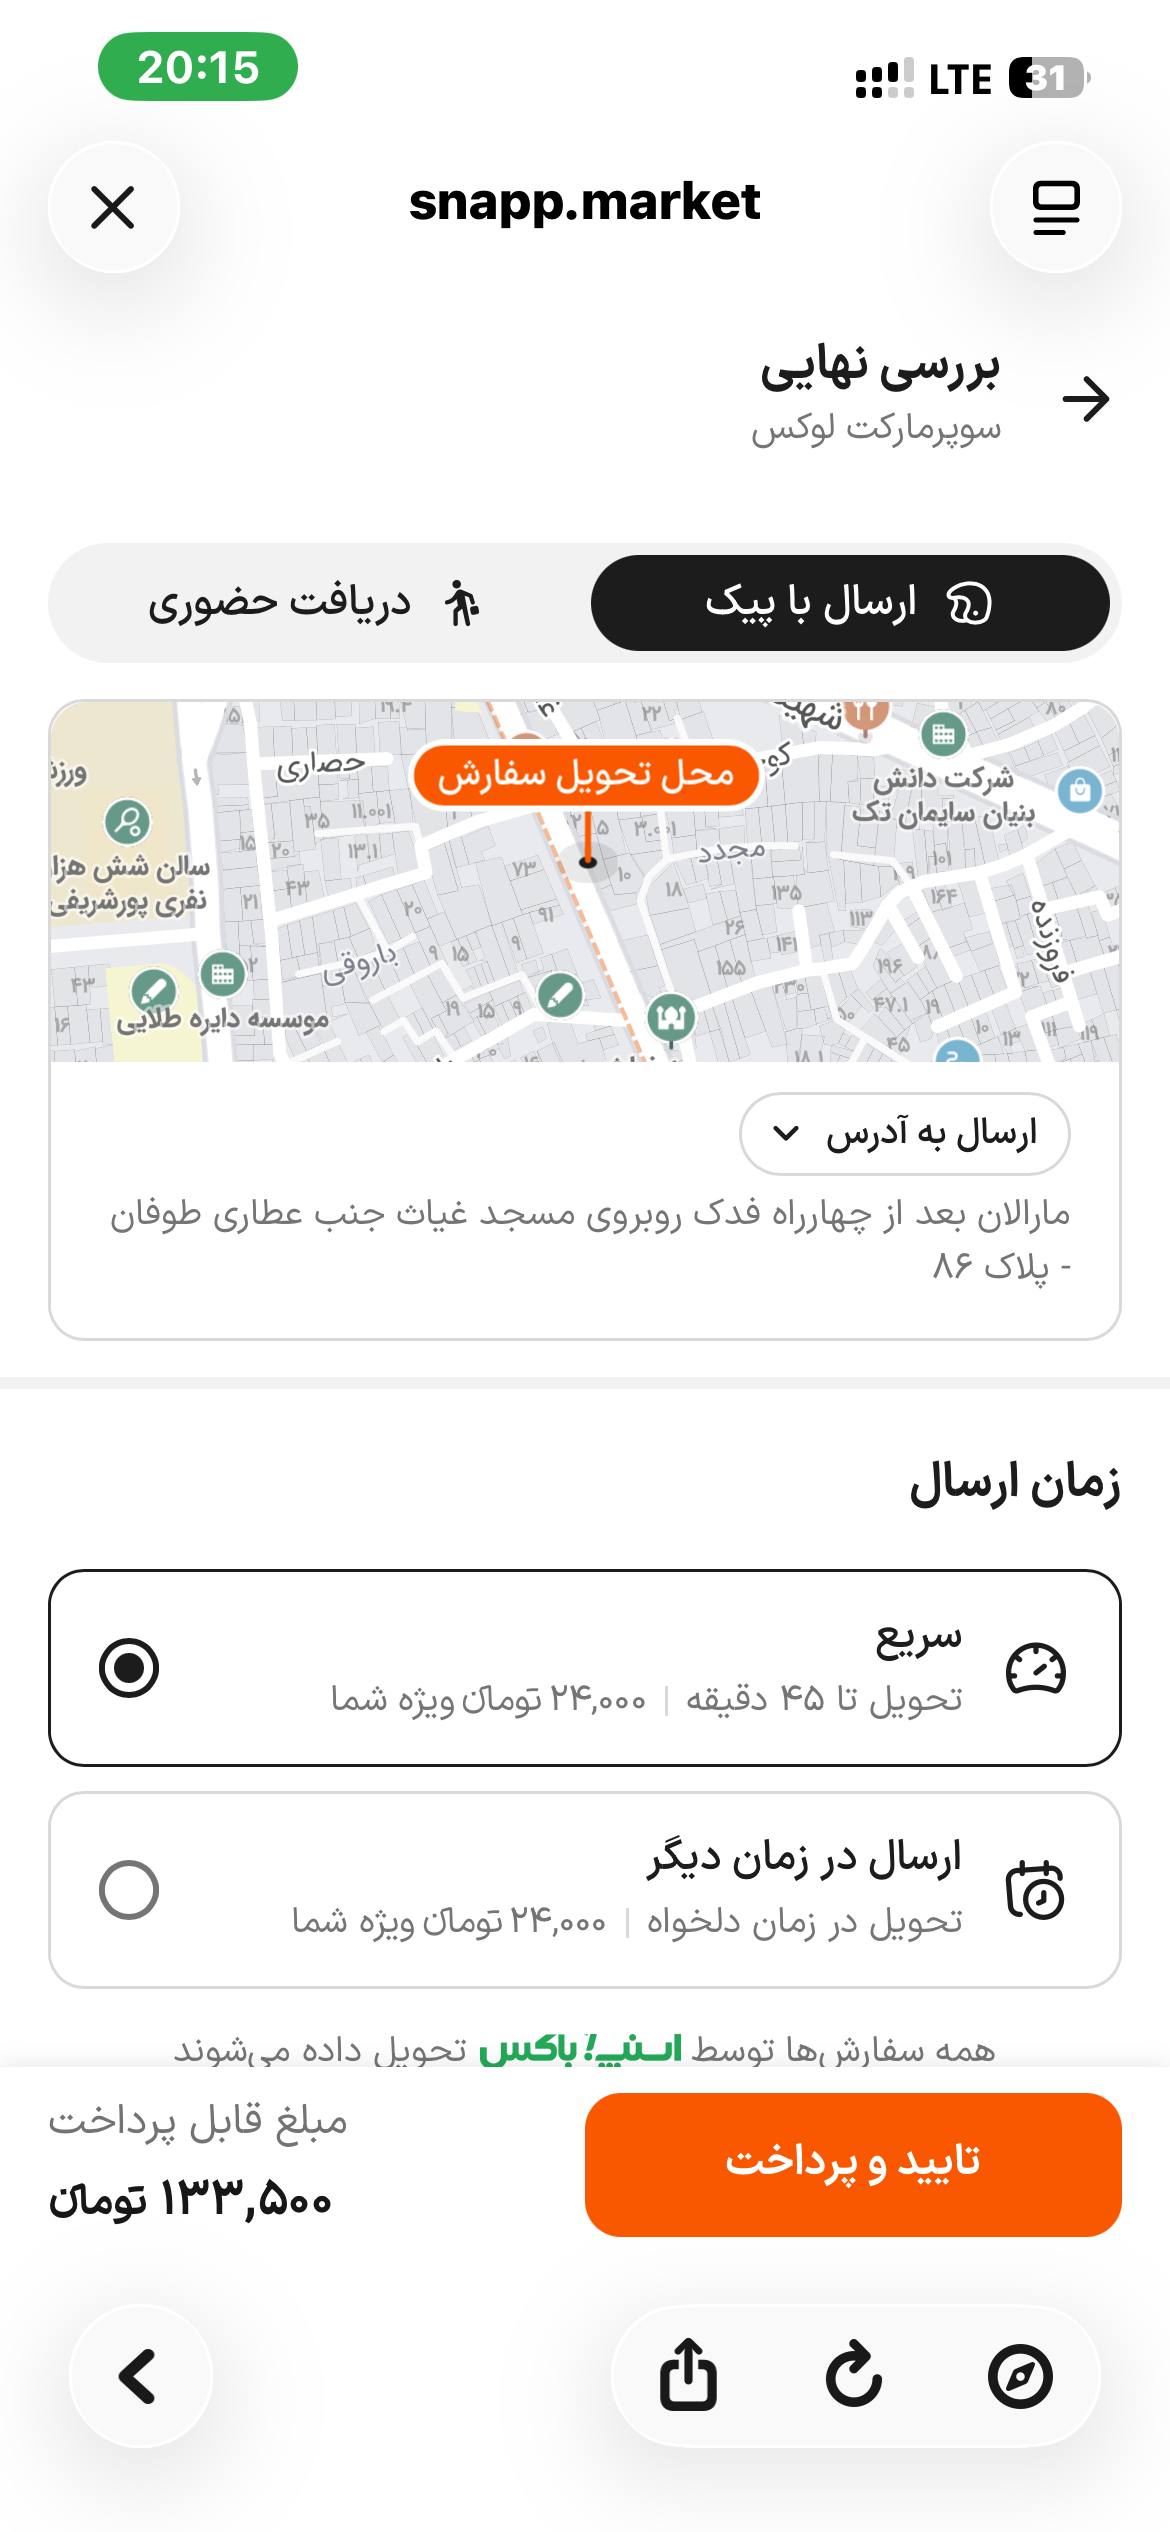 20:15
LTE
31
snapp.market
بررسی نهایی
سوپرمارکت لوکس
ارسال با پیک
دریافت حضوری
محل تحویل سفارش
حصاری
شرکت دانش
بنیان سایمان تک
مجدد
سالن شش هزار
نفری پورشریفی
باروقی
فروزنده
موسسه دایره طلایی
ارسال به آدرس
مارالان بعد از چهارراه فدک روبروی مسجد غیاث جنب عطاری طوفان
- پلاک ۸۶
زمان ارسال
سریع
تحویل تا ۴۵ دقیقه | ۲۴,۰۰۰ تومان ویژه شما
ارسال در زمان دیگر
تحویل در زمان دلخواه | ۲۴,۰۰۰ تومان ویژه شما
همه سفارش‌ها توسط اسنپ! باکس تحویل داده می‌شوند
مبلغ قابل پرداخت
۱۳۳,۵۰۰ تومان
تایید و پرداخت